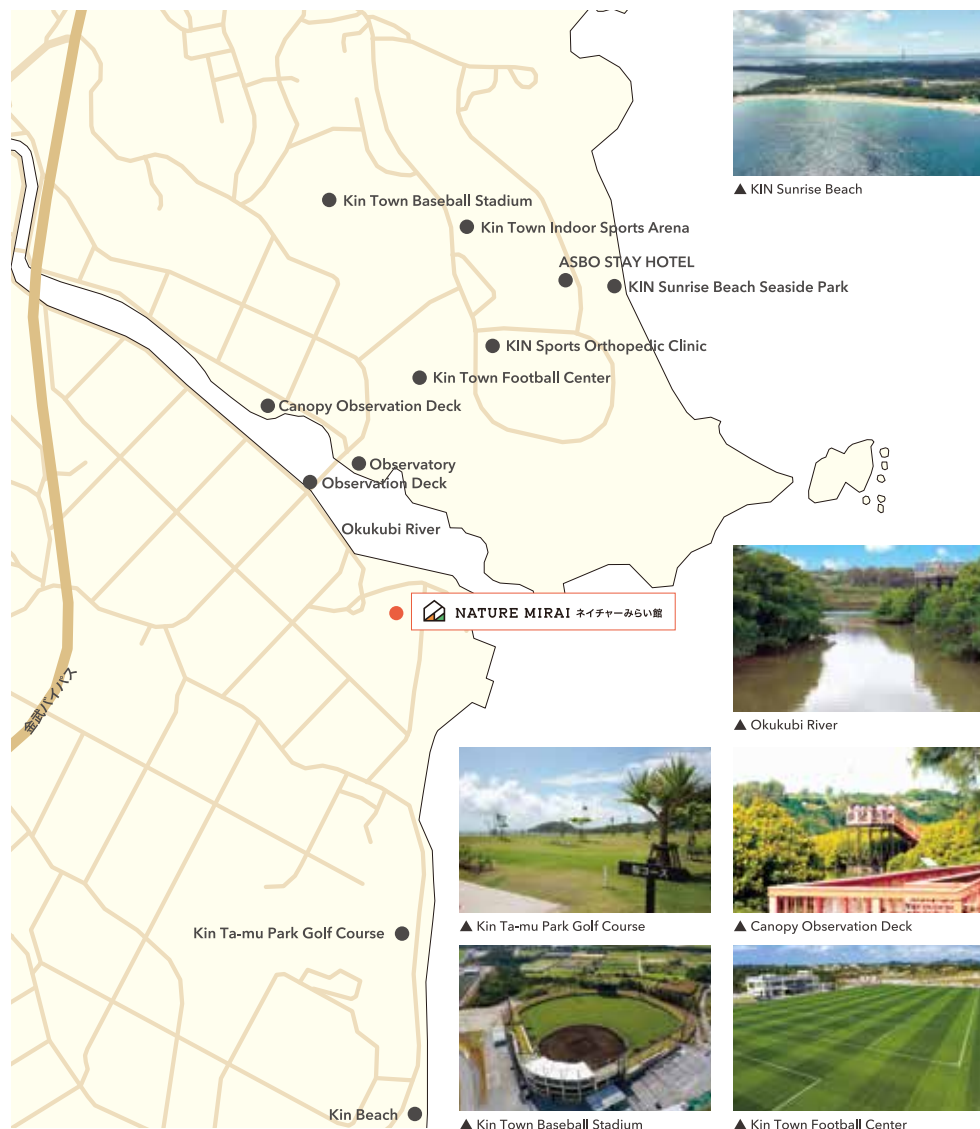 ▲ KIN Sunrise Beach
Kin Town Baseball Stadium
Kin Town Indoor Sports Arena
ASBO STAY HOTEL
KIN Sunrise Beach Seaside Park
KIN Sports Orthopedic Clinic
Kin Town Football Center
Canopy Observation Deck
Observatory
Observation Deck
Okukubi River
NATURE MIRAI ネイチャーみらい館
金武バイパス
▲ Okukubi River
▲ Kin Ta-mu Park Golf Course
▲ Canopy Observation Deck
Kin Ta-mu Park Golf Course
Kin Beach
▲ Kin Town Baseball Stadium
▲ Kin Town Football Center